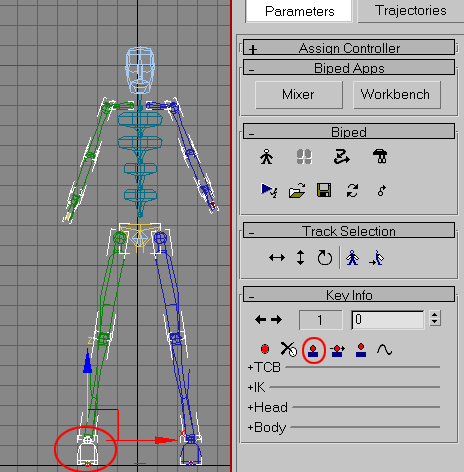 Parameters Trajectories
+ Assign Controller
- Biped Apps
Mixer Workbench
- Biped
- Track Selection
- Key Info
1 0
+TCB
+IK
+Head
+Body